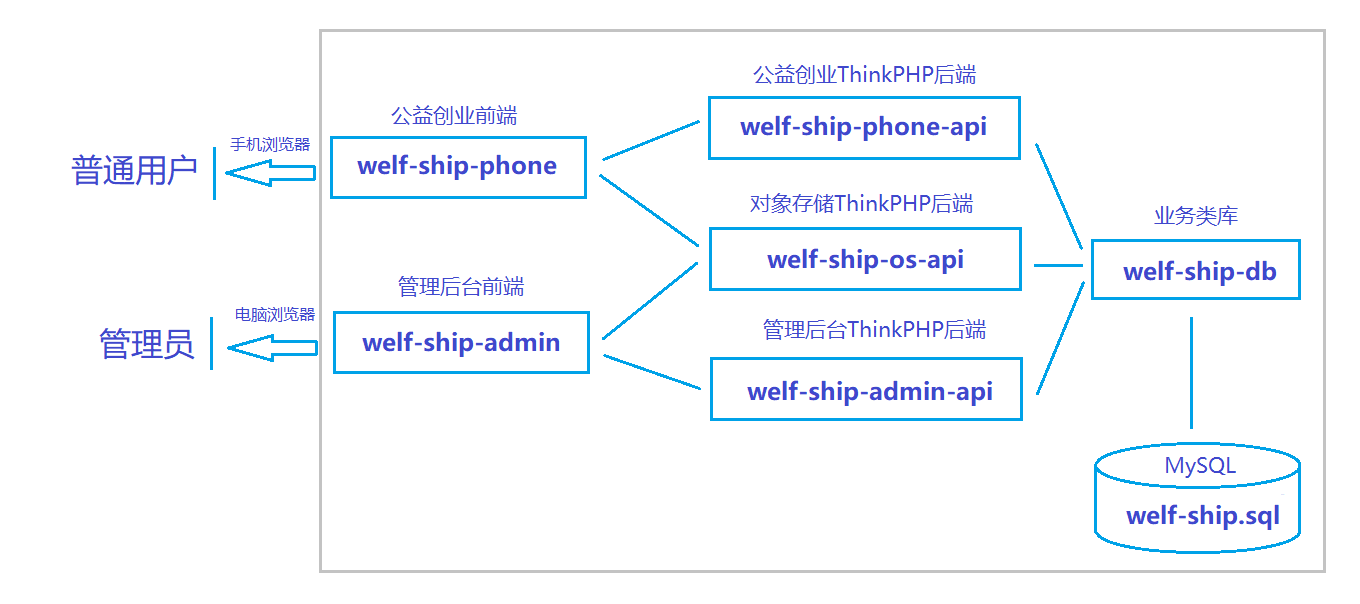 公益创业ThinkPHP后端
welf-ship-phone-api
公益创业前端
welf-ship-phone
手机浏览器
普通用户
对象存储ThinkPHP后端
welf-ship-os-api
业务类库
welf-ship-db
管理后台前端
welf-ship-admin
电脑浏览器
管理员
管理后台ThinkPHP后端
welf-ship-admin-api
MySQL
welf-ship.sql